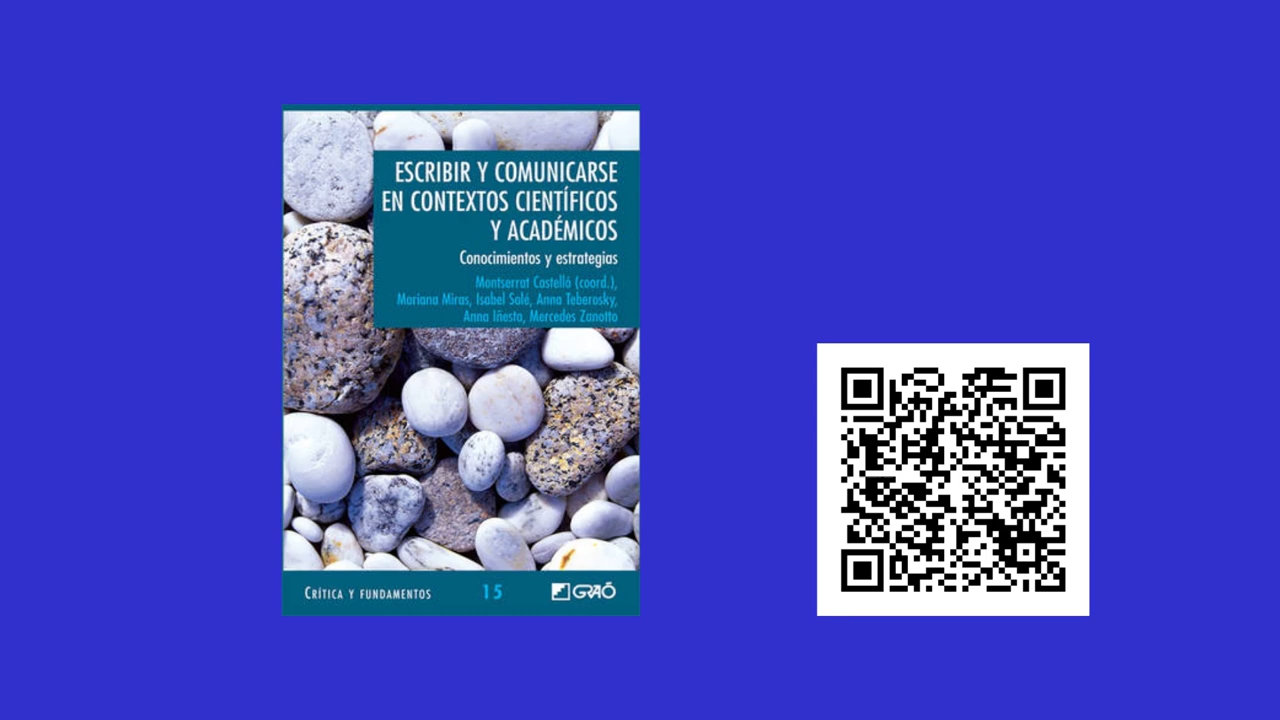 ESCRIBIR Y COMUNICARSE
EN CONTEXTOS CIENTÍFICOS
Y ACADÉMICOS
Conocimientos y estrategias
Montserrat Castelló (coord.),
Mariana Miras, Isabel Solé, Anna Teberosky,
Anna Iñesta, Mercedes Zanotto
CRÍTICA Y FUNDAMENTOS
15
GRAÓ